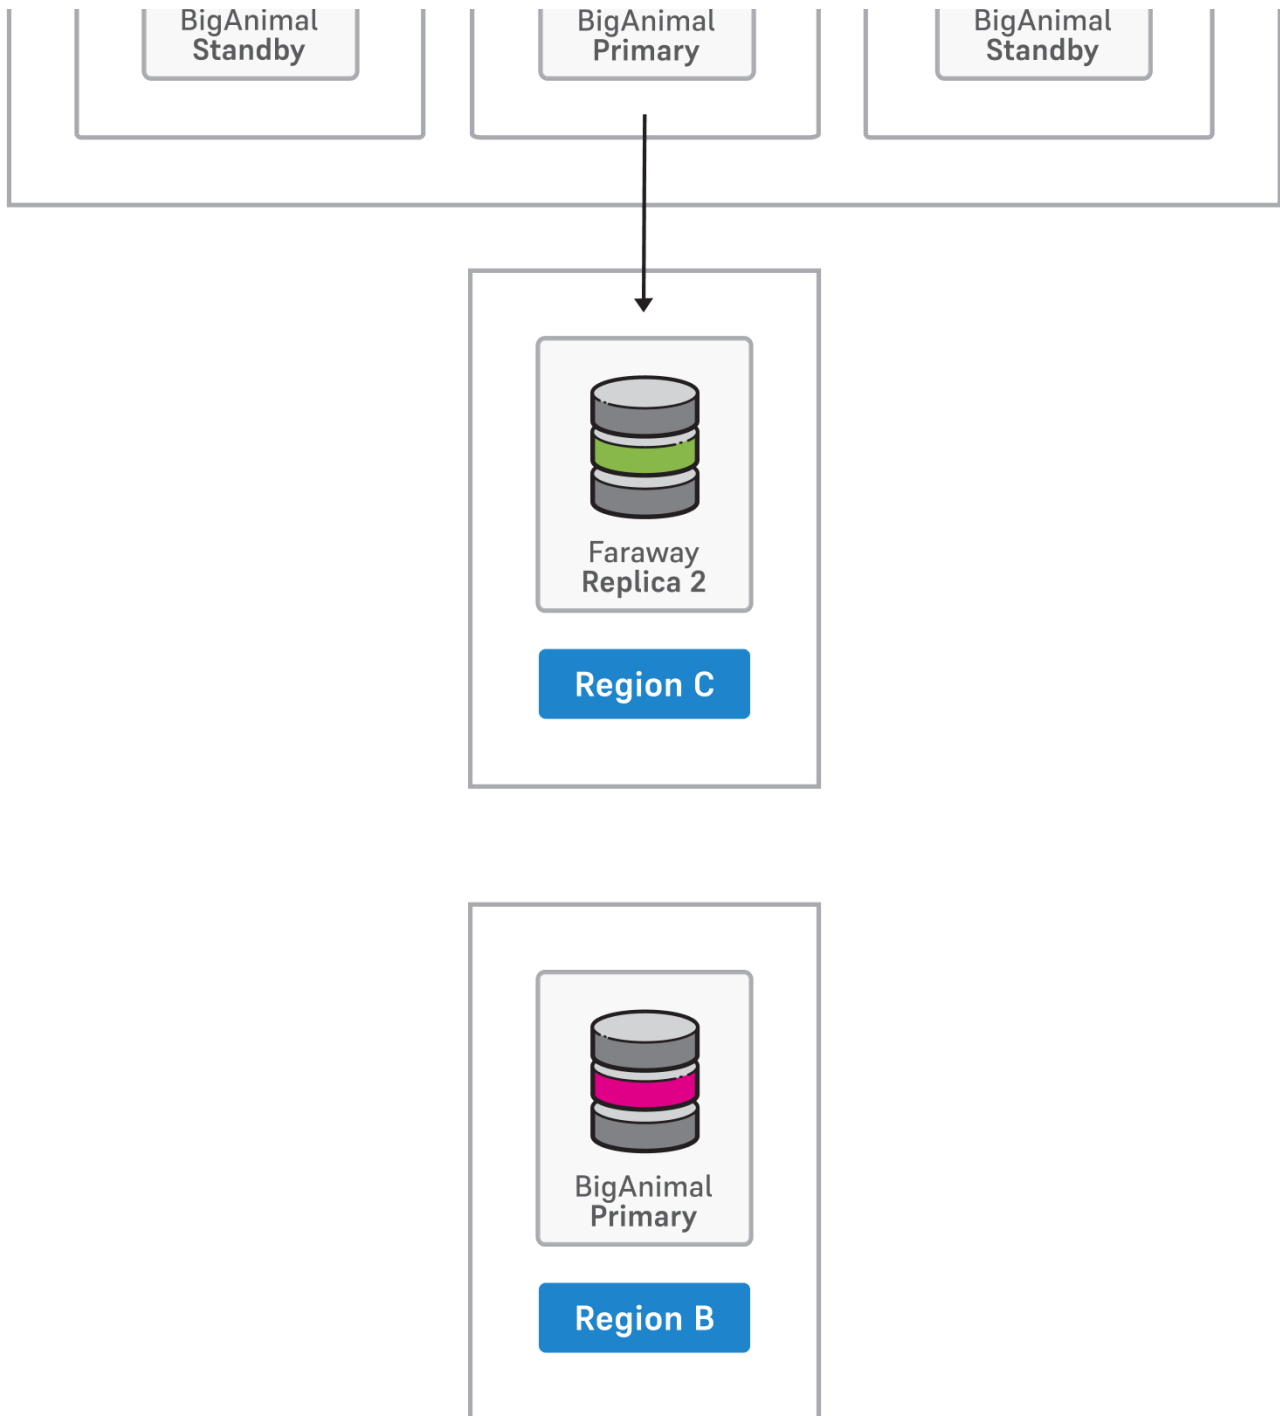 BigAnimal
Standby
BigAnimal
Primary
BigAnimal
Standby
Faraway
Replica 2
Region C
BigAnimal
Primary
Region B